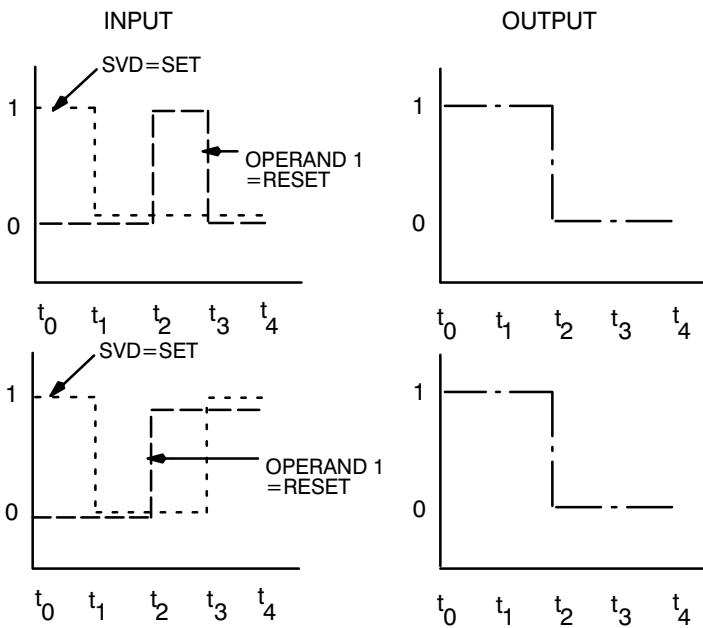 INPUT
OUTPUT
SVD=SET
1
OPERAND 1
=RESET
0
t0 t1 t2 t3 t4
1
0
t0 t1 t2 t3 t4
SVD=SET
1
OPERAND 1
=RESET
0
t0 t1 t2 t3 t4
1
0
t0 t1 t2 t3 t4